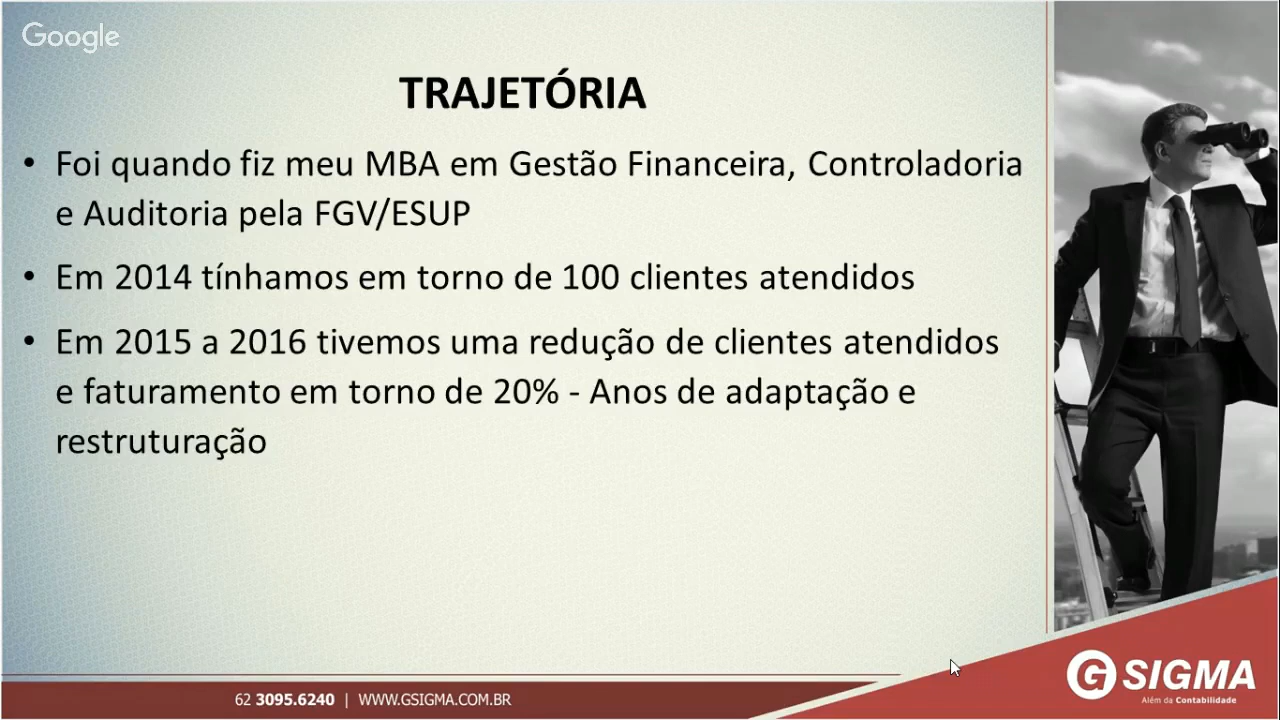 Google
TRAJETÓRIA
• Foi quando fiz meu MBA em Gestão Financeira, Controladoria
e Auditoria pela FGV/ESUP
• Em 2014 tínhamos em torno de 100 clientes atendidos
• Em 2015 a 2016 tivemos uma redução de clientes atendidos
e faturamento em torno de 20% - Anos de adaptação e
restruturação
62 3095.6240 | WWW.GSIGMA.COM.BR
G SIGMA
Além da Contabilidade